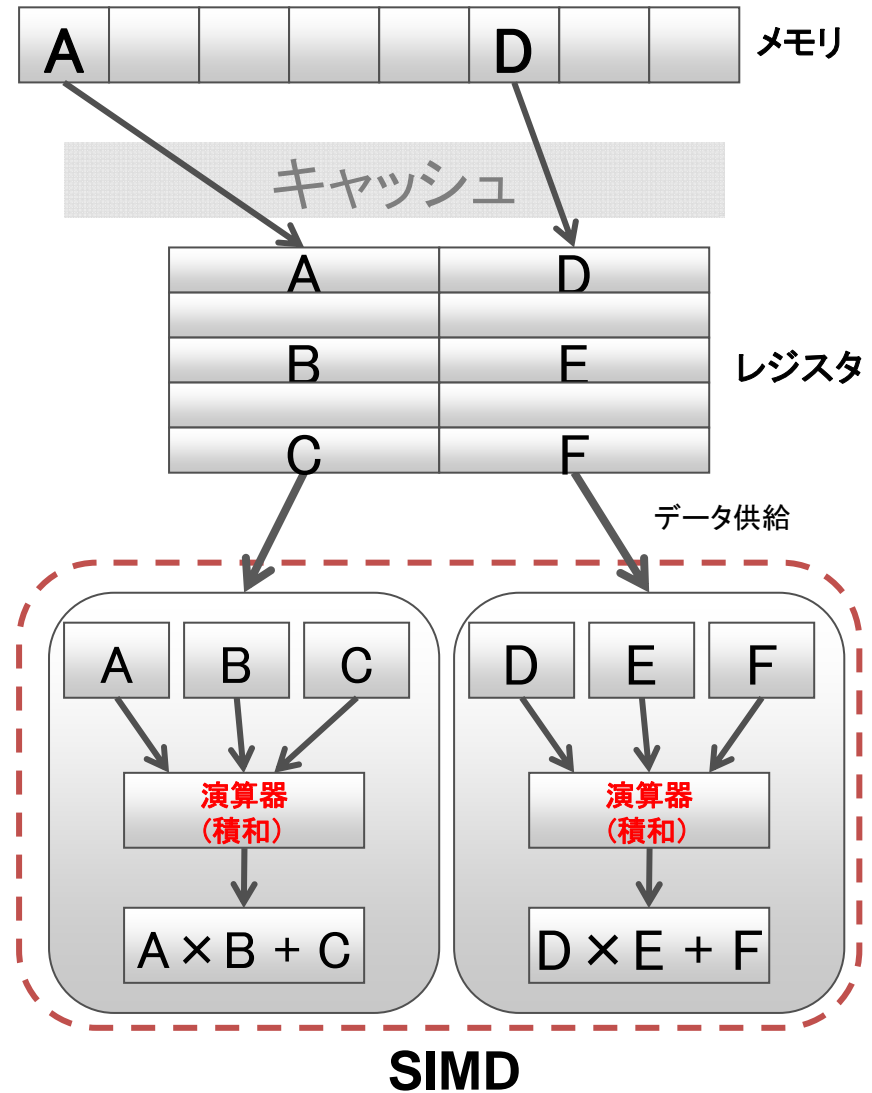 A D メモリ
キャッシュ
A D
B E レジスタ
C F
データ供給
A B C D E F
演算器 演算器
(積和) (積和)
A×B+C D×E+F
SIMD